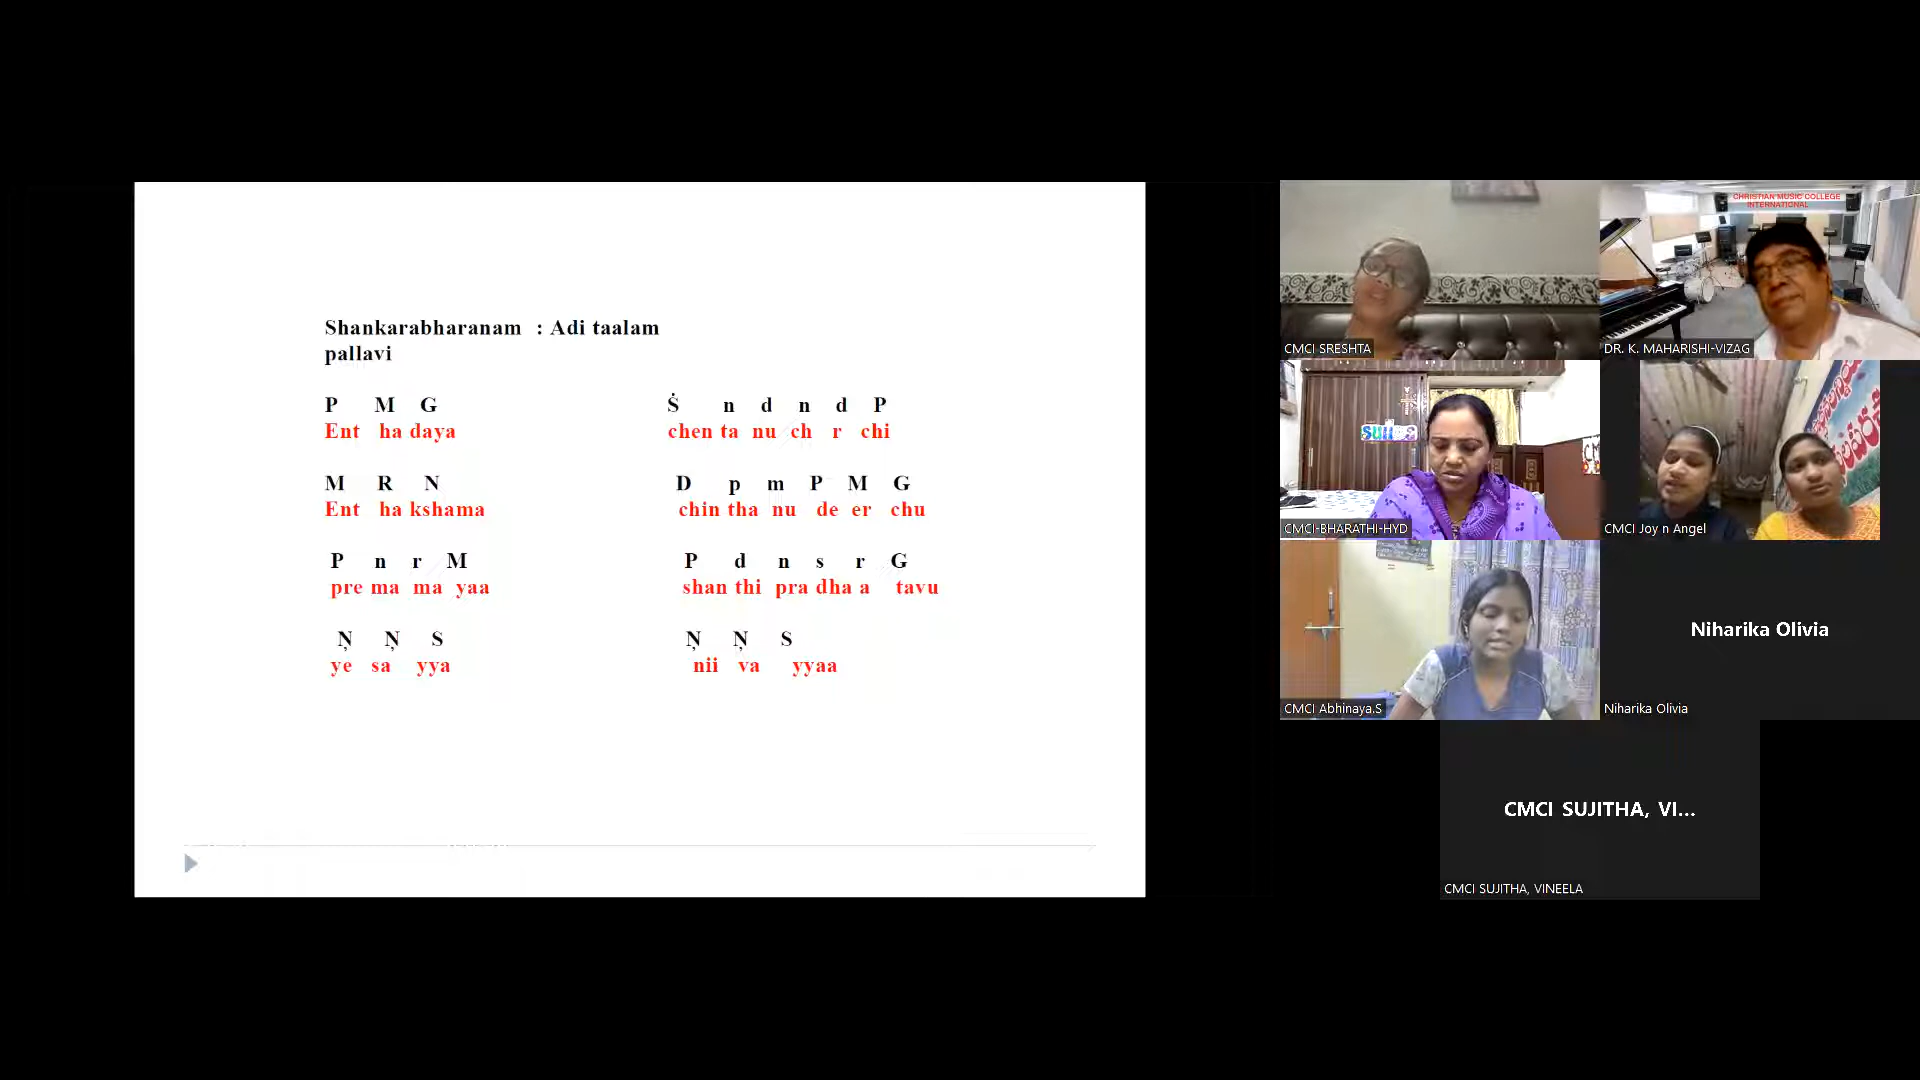 Shankarabharanam : Adi taalam
pallavi
P M G Ṡ n d n d P
Ent ha daya chen ta nu ch r chi
M R N D p m P M G
Ent ha kshama chin tha nu de er chu
P n r M P d n s r G
pre ma ma yaa shan thi pra dha a tavu
Ṇ Ṇ S Ṇ Ṇ S
ye sa yya nii va yyaa
CMCI SRESHTA
CHRISTIAN MUSIC COLLEGE
INTERNATIONAL
DR. K. MAHARISHI-VIZAG
CMCI-BHARATHI-HYD
CMCI Joy n Angel
CMCI Abhinaya.S
Niharika Olivia
Niharika Olivia
CMCI SUJITHA, VI...
CMCI SUJITHA, VINEELA